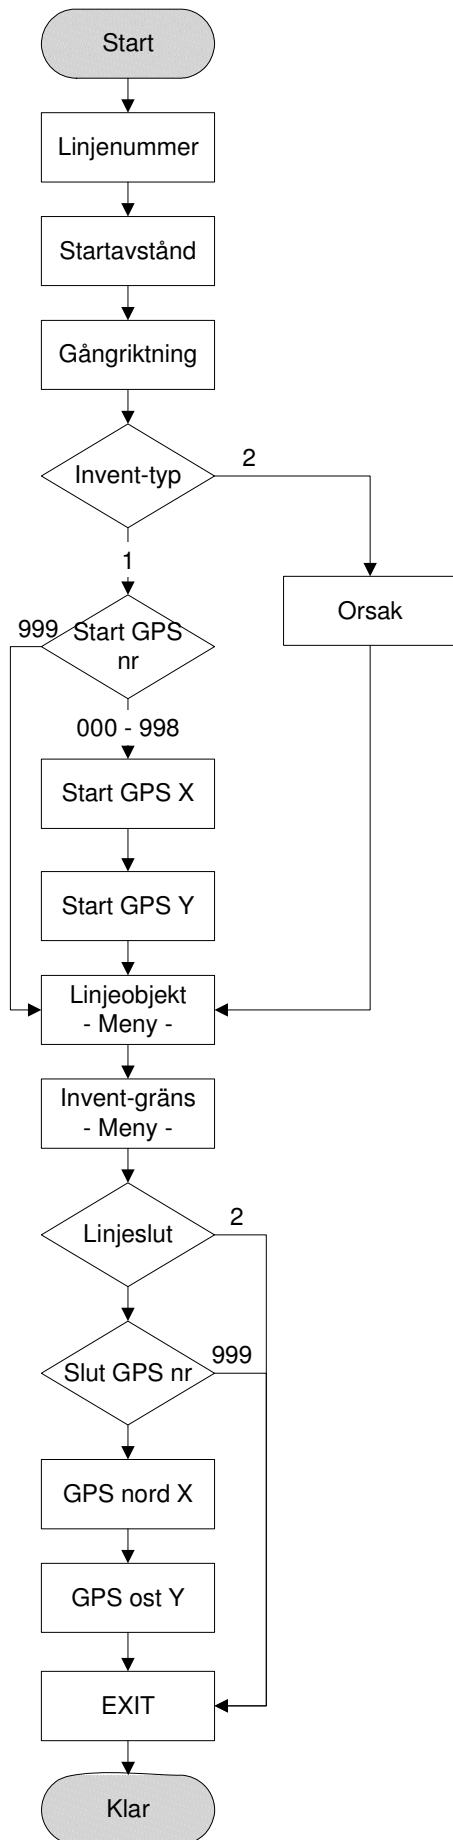 Start
Linjenummer
Startavstånd
Gångriktning
Invent-typ
2
1
Orsak
999
Start GPS
nr
000 - 998
Start GPS X
Start GPS Y
Linjeobjekt
- Meny -
Invent-gräns
- Meny -
Linjeslut
2
Slut GPS nr
999
GPS nord X
GPS ost Y
EXIT
Klar